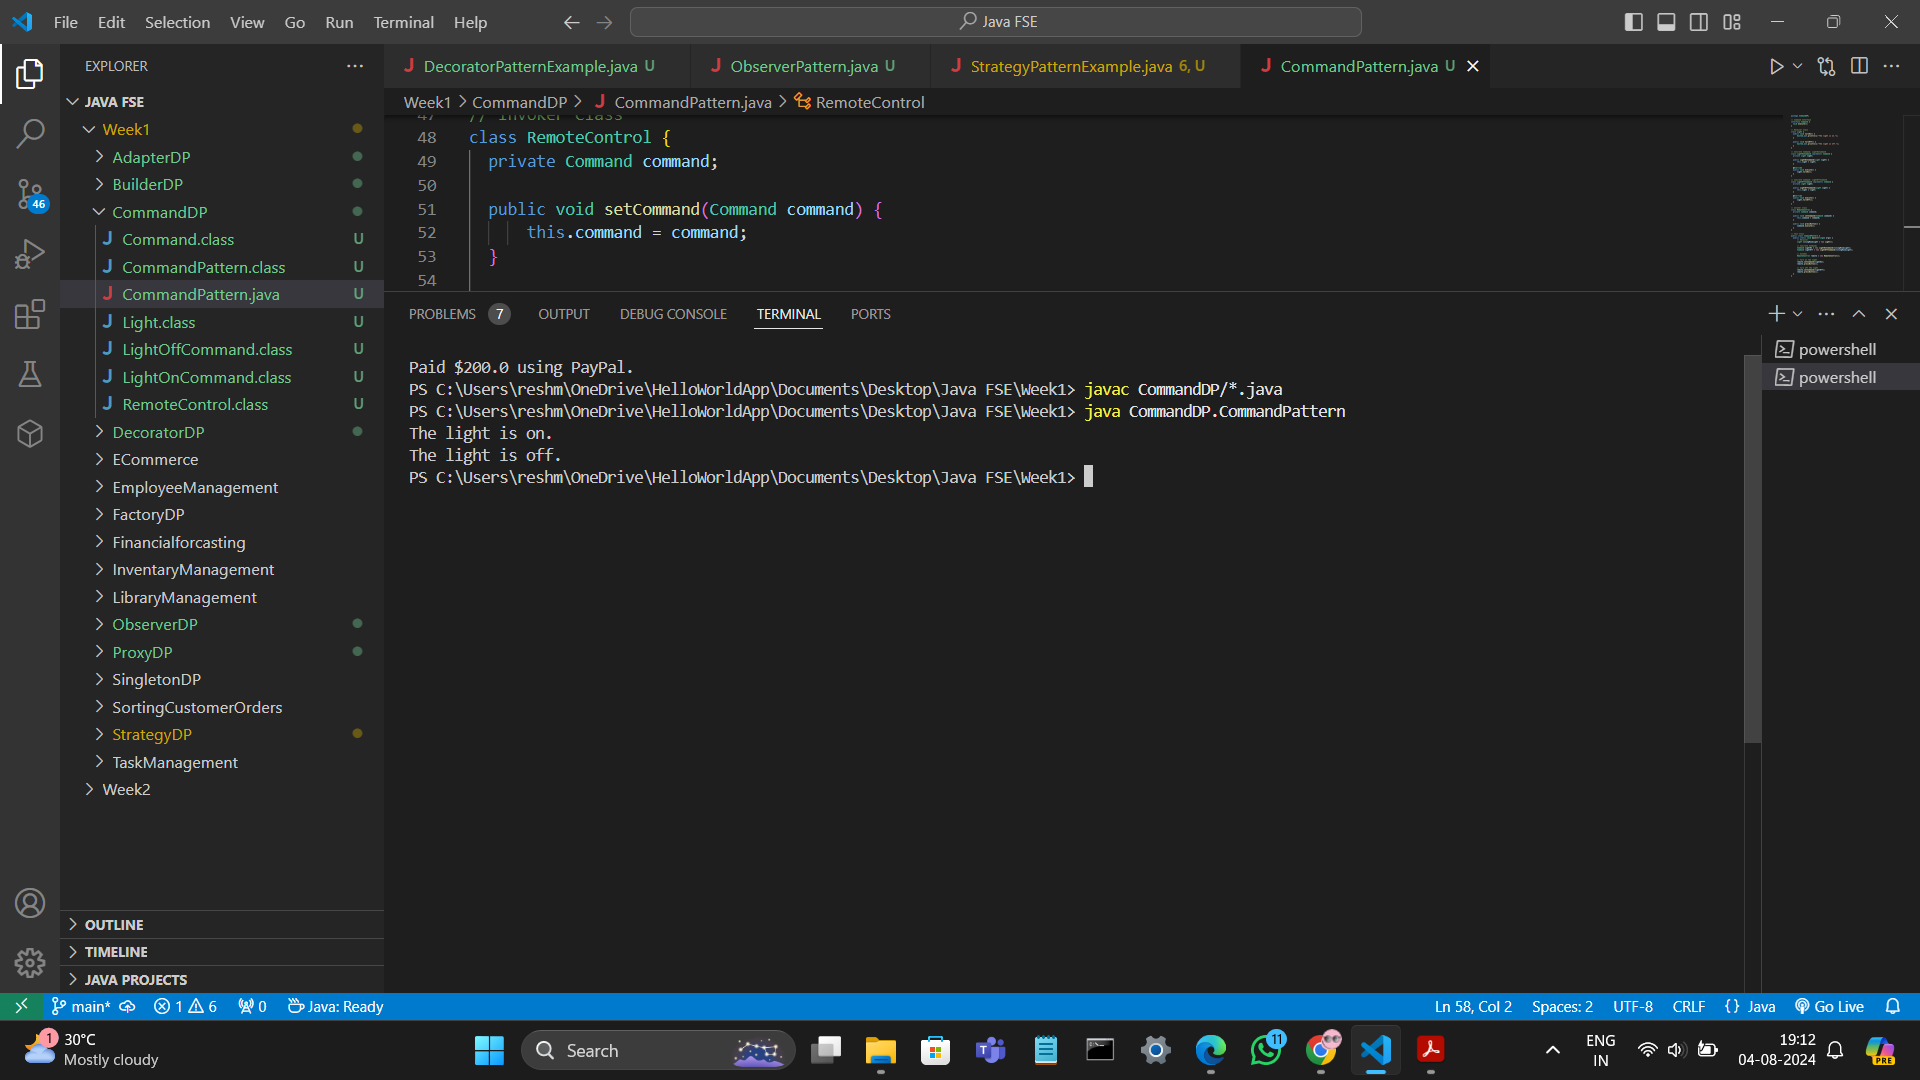 File Edit Selection View Go Run Terminal Help
Java FSE
EXPLORER
JAVA FSE
Week1
AdapterDP
BuilderDP
CommandDP
Command.class U
CommandPattern.class U
CommandPattern.java U
Light.class U
LightOffCommand.class U
LightOnCommand.class U
RemoteControl.class U
DecoratorDP
ECommerce
EmployeeManagement
FactoryDP
Financialforcasting
InventaryManagement
LibraryManagement
ObserverDP
ProxyDP
SingletonDP
SortingCustomerOrders
StrategyDP
TaskManagement
Week2
OUTLINE
TIMELINE
JAVA PROJECTS
46
DecoratorPatternExample.java U ObserverPattern.java U StrategyPatternExample.java 6, U CommandPattern.java U
Week1 > CommandDP > CommandPattern.java > RemoteControl
47 // Invoker Class
48 class RemoteControl {
49 private Command command;
50
51 public void setCommand(Command command) {
52 this.command = command;
53 }
54
PROBLEMS 7 OUTPUT DEBUG CONSOLE TERMINAL PORTS
powershell
powershell
Paid $200.0 using PayPal.
PS C:\Users\reshm\OneDrive\HelloWorldApp\Documents\Desktop\Java FSE\Week1> javac CommandDP/*.java
PS C:\Users\reshm\OneDrive\HelloWorldApp\Documents\Desktop\Java FSE\Week1> java CommandDP.CommandPattern
The light is on.
The light is off.
PS C:\Users\reshm\OneDrive\HelloWorldApp\Documents\Desktop\Java FSE\Week1>
main* 1 6 0 Java: Ready
Ln 58, Col 2 Spaces: 2 UTF-8 CRLF {} Java Go Live
1
30°C
Mostly cloudy
Search
11
PRE
ENG
IN
19:12
04-08-2024